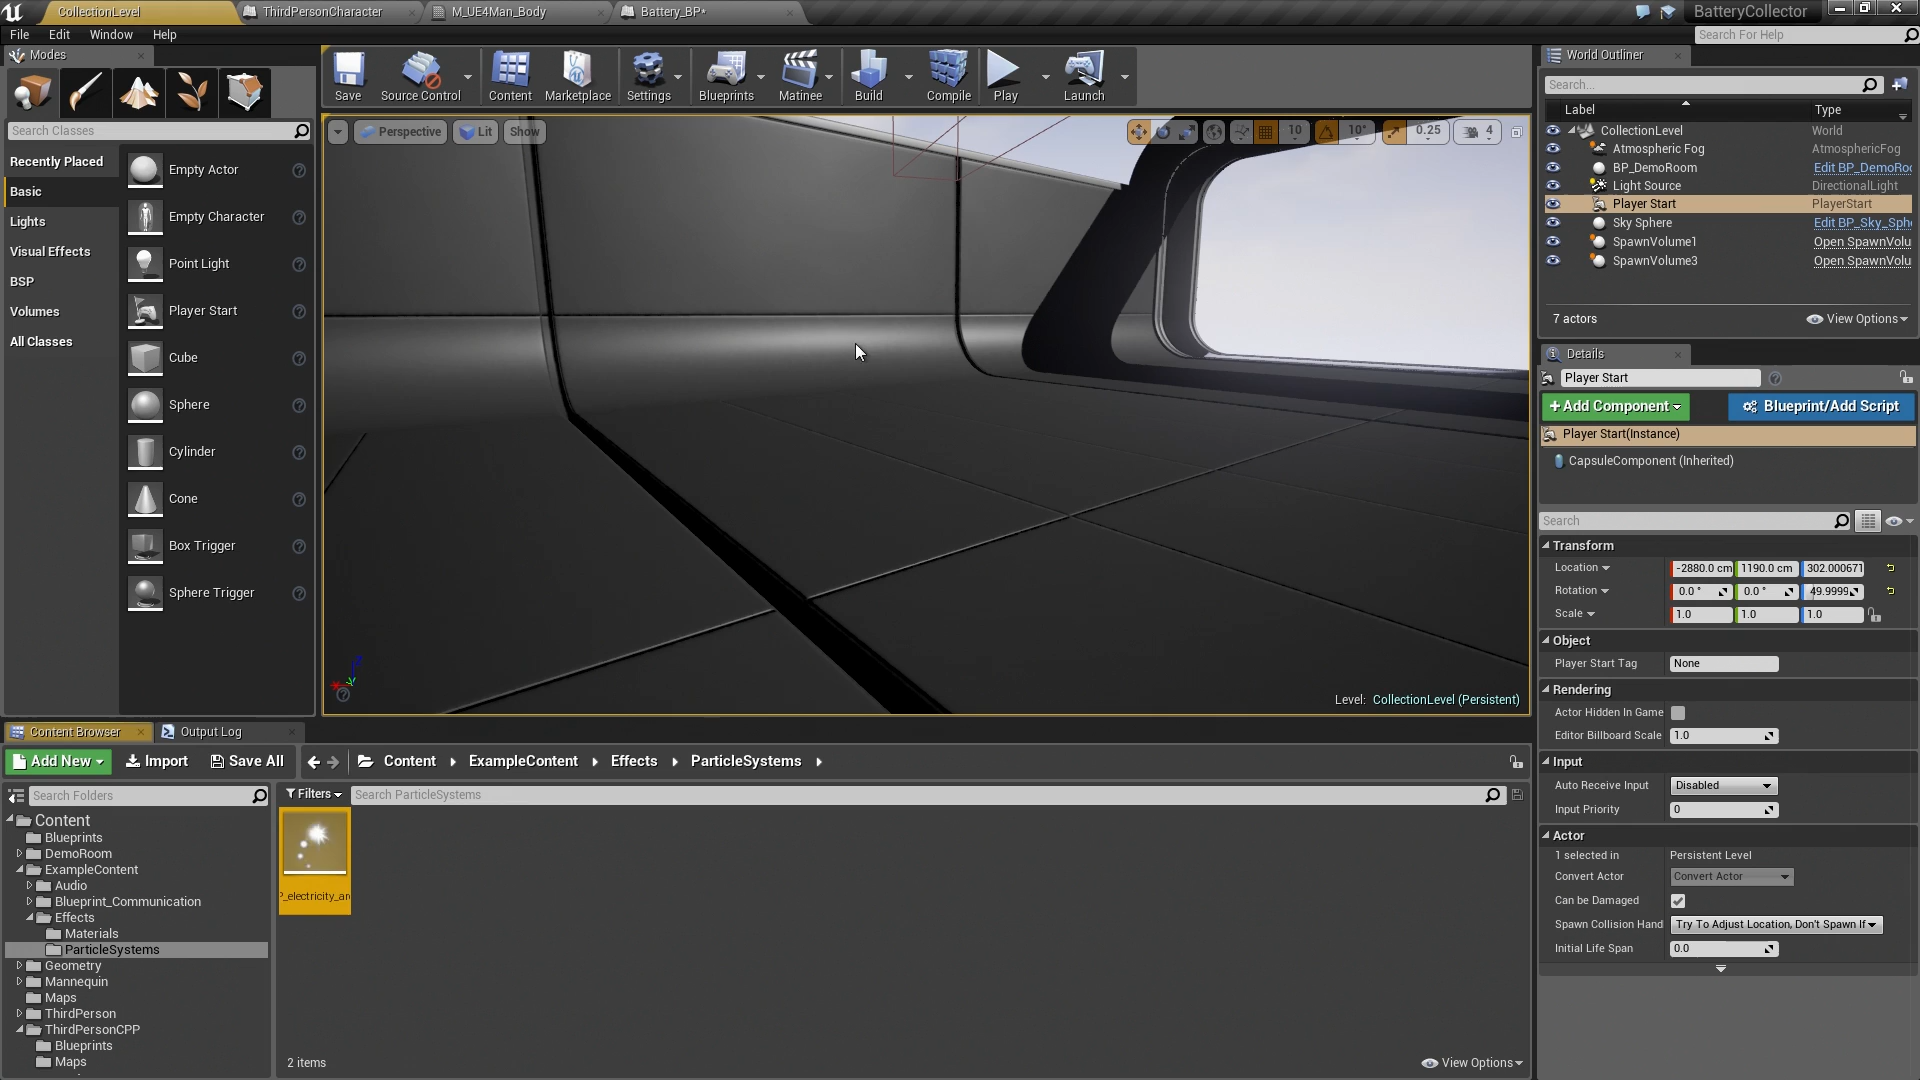 CollectionLevel
ThirdPersonCharacter
M_UE4Man_Body
Battery_BP*
BatteryCollector
File Edit Window Help
Search For Help
Modes
Save
Source Control
Content
Marketplace
Settings
Blueprints
Matinee
Build
Compile
Play
Launch
Search Classes
Recently Placed
Basic
Lights
Visual Effects
BSP
Volumes
All Classes
Empty Actor
Empty Character
Point Light
Player Start
Cube
Sphere
Cylinder
Cone
Box Trigger
Sphere Trigger
Perspective Lit Show
10 10° 0.25 4
Level: CollectionLevel (Persistent)
World Outliner
Search...
Label Type
CollectionLevel World
Atmospheric Fog AtmosphericFog
BP_DemoRoom Edit BP_DemoRoo
Light Source DirectionalLight
Player Start PlayerStart
Sky Sphere Edit BP_Sky_Sphe
SpawnVolume1 Open SpawnVolu
SpawnVolume3 Open SpawnVolu
7 actors View Options
Details
Player Start
+Add Component Blueprint/Add Script
Player Start(Instance)
CapsuleComponent (Inherited)
Search
Transform
Location -2880.0 cm 1190.0 cm 302.000671
Rotation 0.0 ° 0.0 ° 49.9999
Scale 1.0 1.0 1.0
Object
Player Start Tag None
Rendering
Actor Hidden In Game
Editor Billboard Scale 1.0
Input
Auto Receive Input Disabled
Input Priority 0
Actor
1 selected in Persistent Level
Convert Actor Convert Actor
Can be Damaged
Spawn Collision Hand Try To Adjust Location, Don't Spawn If
Initial Life Span 0.0
Content Browser Output Log
Add New Import Save All Content ExampleContent Effects ParticleSystems
Search Folders
Filters Search ParticleSystems
Content
Blueprints
DemoRoom
ExampleContent
Audio
Blueprint_Communication
Effects
Materials
ParticleSystems
Geometry
Mannequin
Maps
ThirdPerson
ThirdPersonCPP
Blueprints
Maps
P_electricity_arc
2 items
View Options